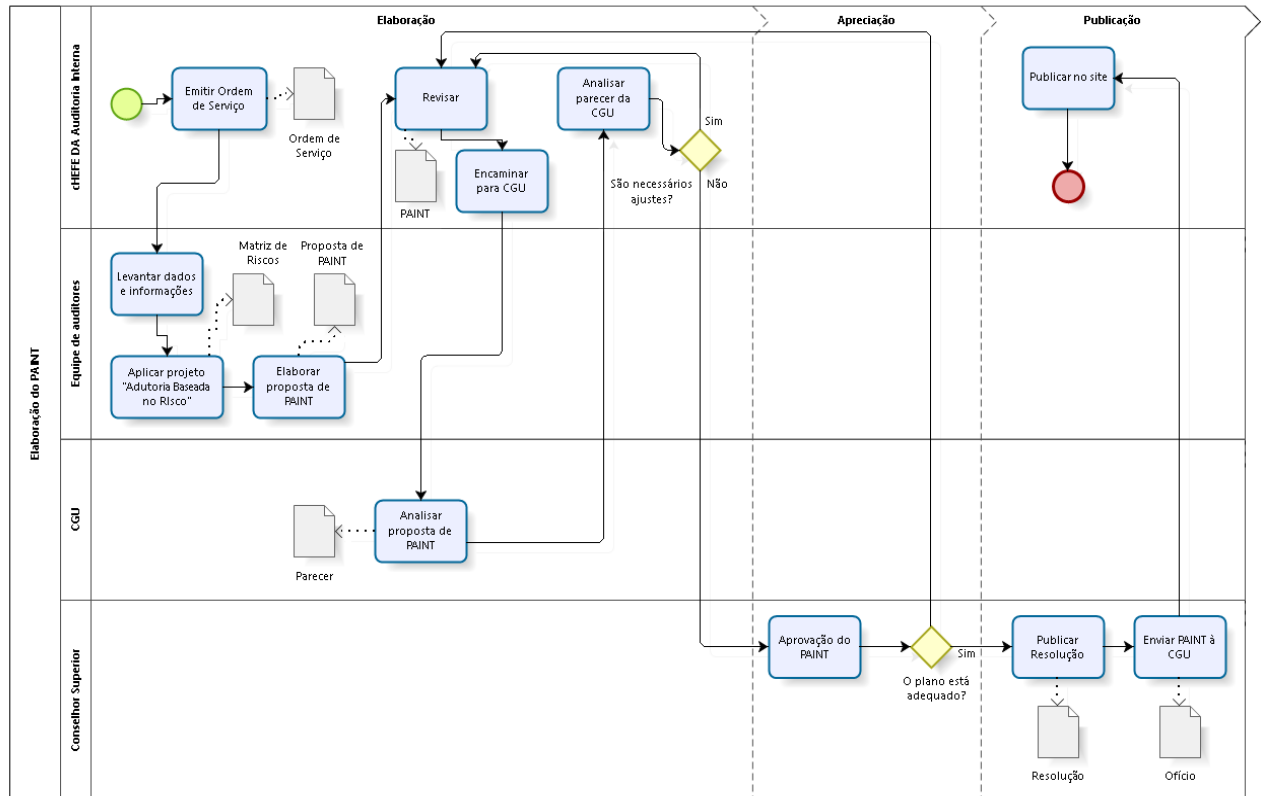 Elaboração
Apreciação
Publicação
Elaboração do PAINT
cHEFE DA Auditoria Interna
Emitir Ordem
de Serviço
Ordem de
Serviço
Revisar
PAINT
Encaminar
para CGU
Analisar
parecer da
CGU
Sim
São necessários
ajustes?
Não
Publicar no site
Equipe de auditores
Levantar dados
e informações
Matriz de
Riscos
Proposta de
PAINT
Aplicar projeto
"Adutoria Baseada
no RIsco"
Elaborar
proposta de
PAINT
CGU
Parecer
Analisar
proposta de
PAINT
Conselhor Superior
Aprovação do
PAINT
Sim
O plano está
adequado?
Publicar
Resolução
Enviar PAINT à
CGU
Resolução
Ofício